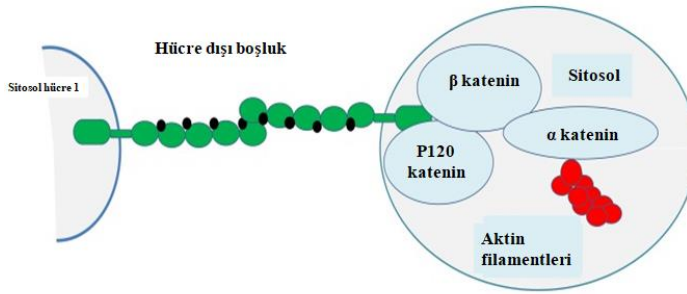 Hücre dışı boşluk
Sitosol hücre 1
β katenin
Sitosol
α katenin
P120
katenin
Aktin
filamentleri